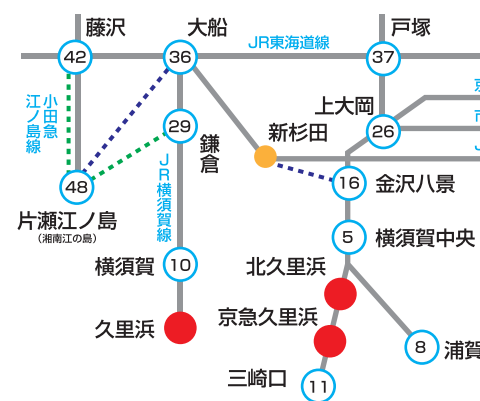 藤沢
大船
戸塚
JR東海道線
42
36
37
小田急
江ノ島線
上大岡
29
鎌倉
新杉田
26
48
16
金沢八景
片瀬江ノ島
(湘南江の島)
JR横須賀線
5
横須賀中央
横須賀
10
北久里浜
久里浜
京急久里浜
8
浦賀
三崎口
11